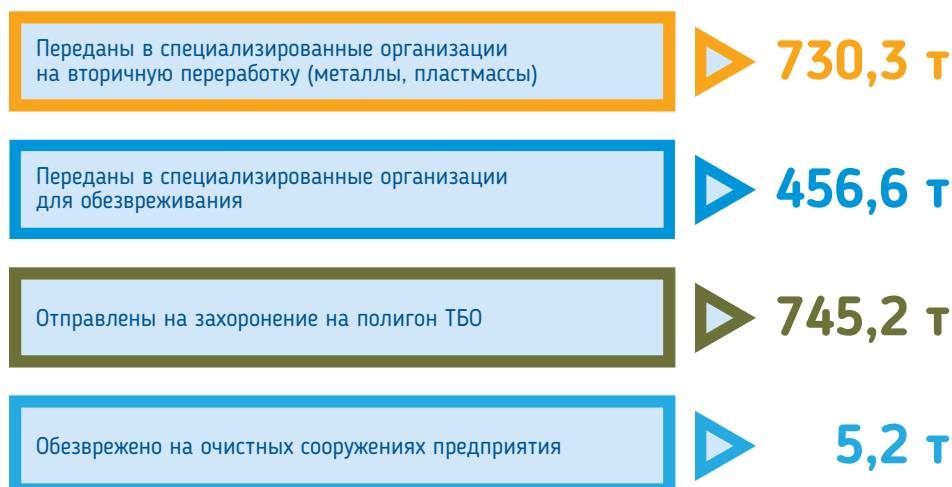 Переданы в специализированные организации
на вторичную переработку (металлы, пластмассы)
730,3 т
Переданы в специализированные организации
для обезвреживания
456,6 т
Отправлены на захоронение на полигон ТБО
745,2 т
Обезврежено на очистных сооружениях предприятия
5,2 т